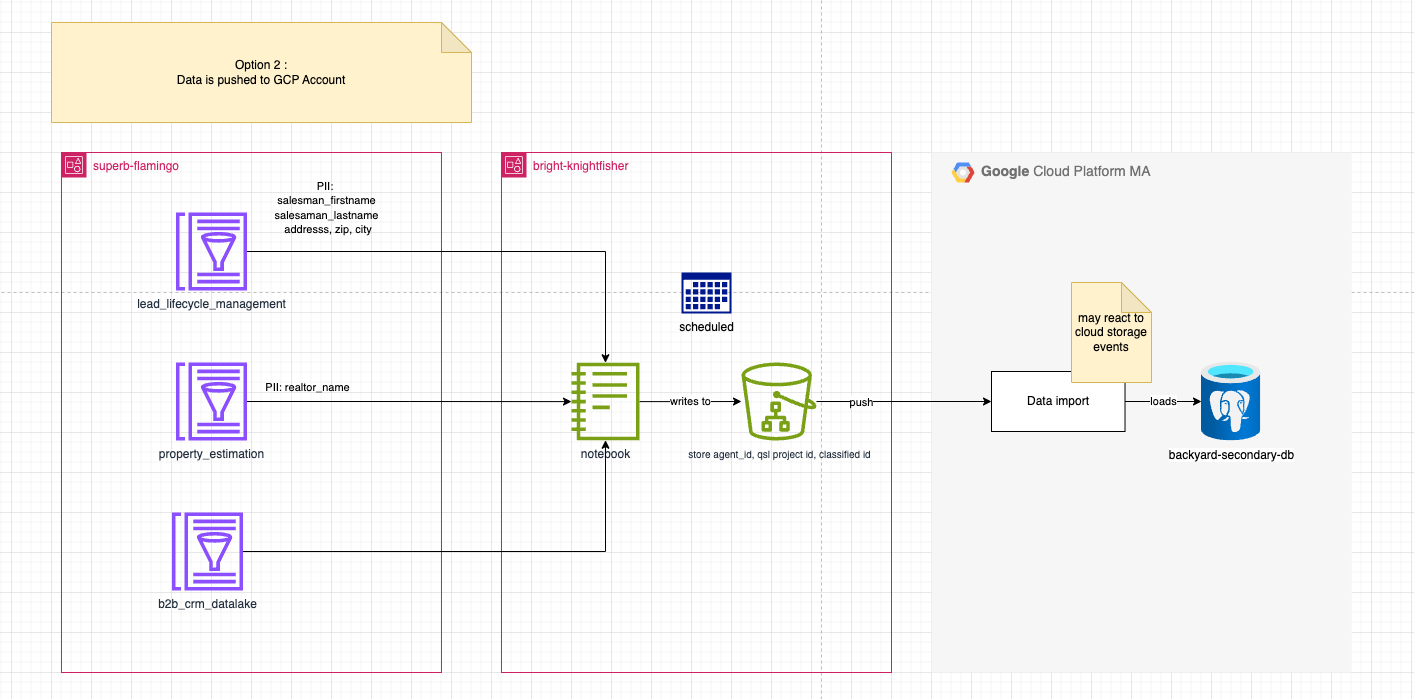 Option 2 :
Data is pushed to GCP Account
superb-flamingo
PII:
salesman_firstname
salesaman_lastname
addresss, zip, city
lead_lifecycle_management
PII: realtor_name
property_estimation
b2b_crm_datalake
bright-knightfisher
scheduled
notebook
writes to
store agent_id, qsl project id, classified id
push
Google Cloud Platform MA
may react to
cloud storage
events
Data import
loads
backyard-secondary-db